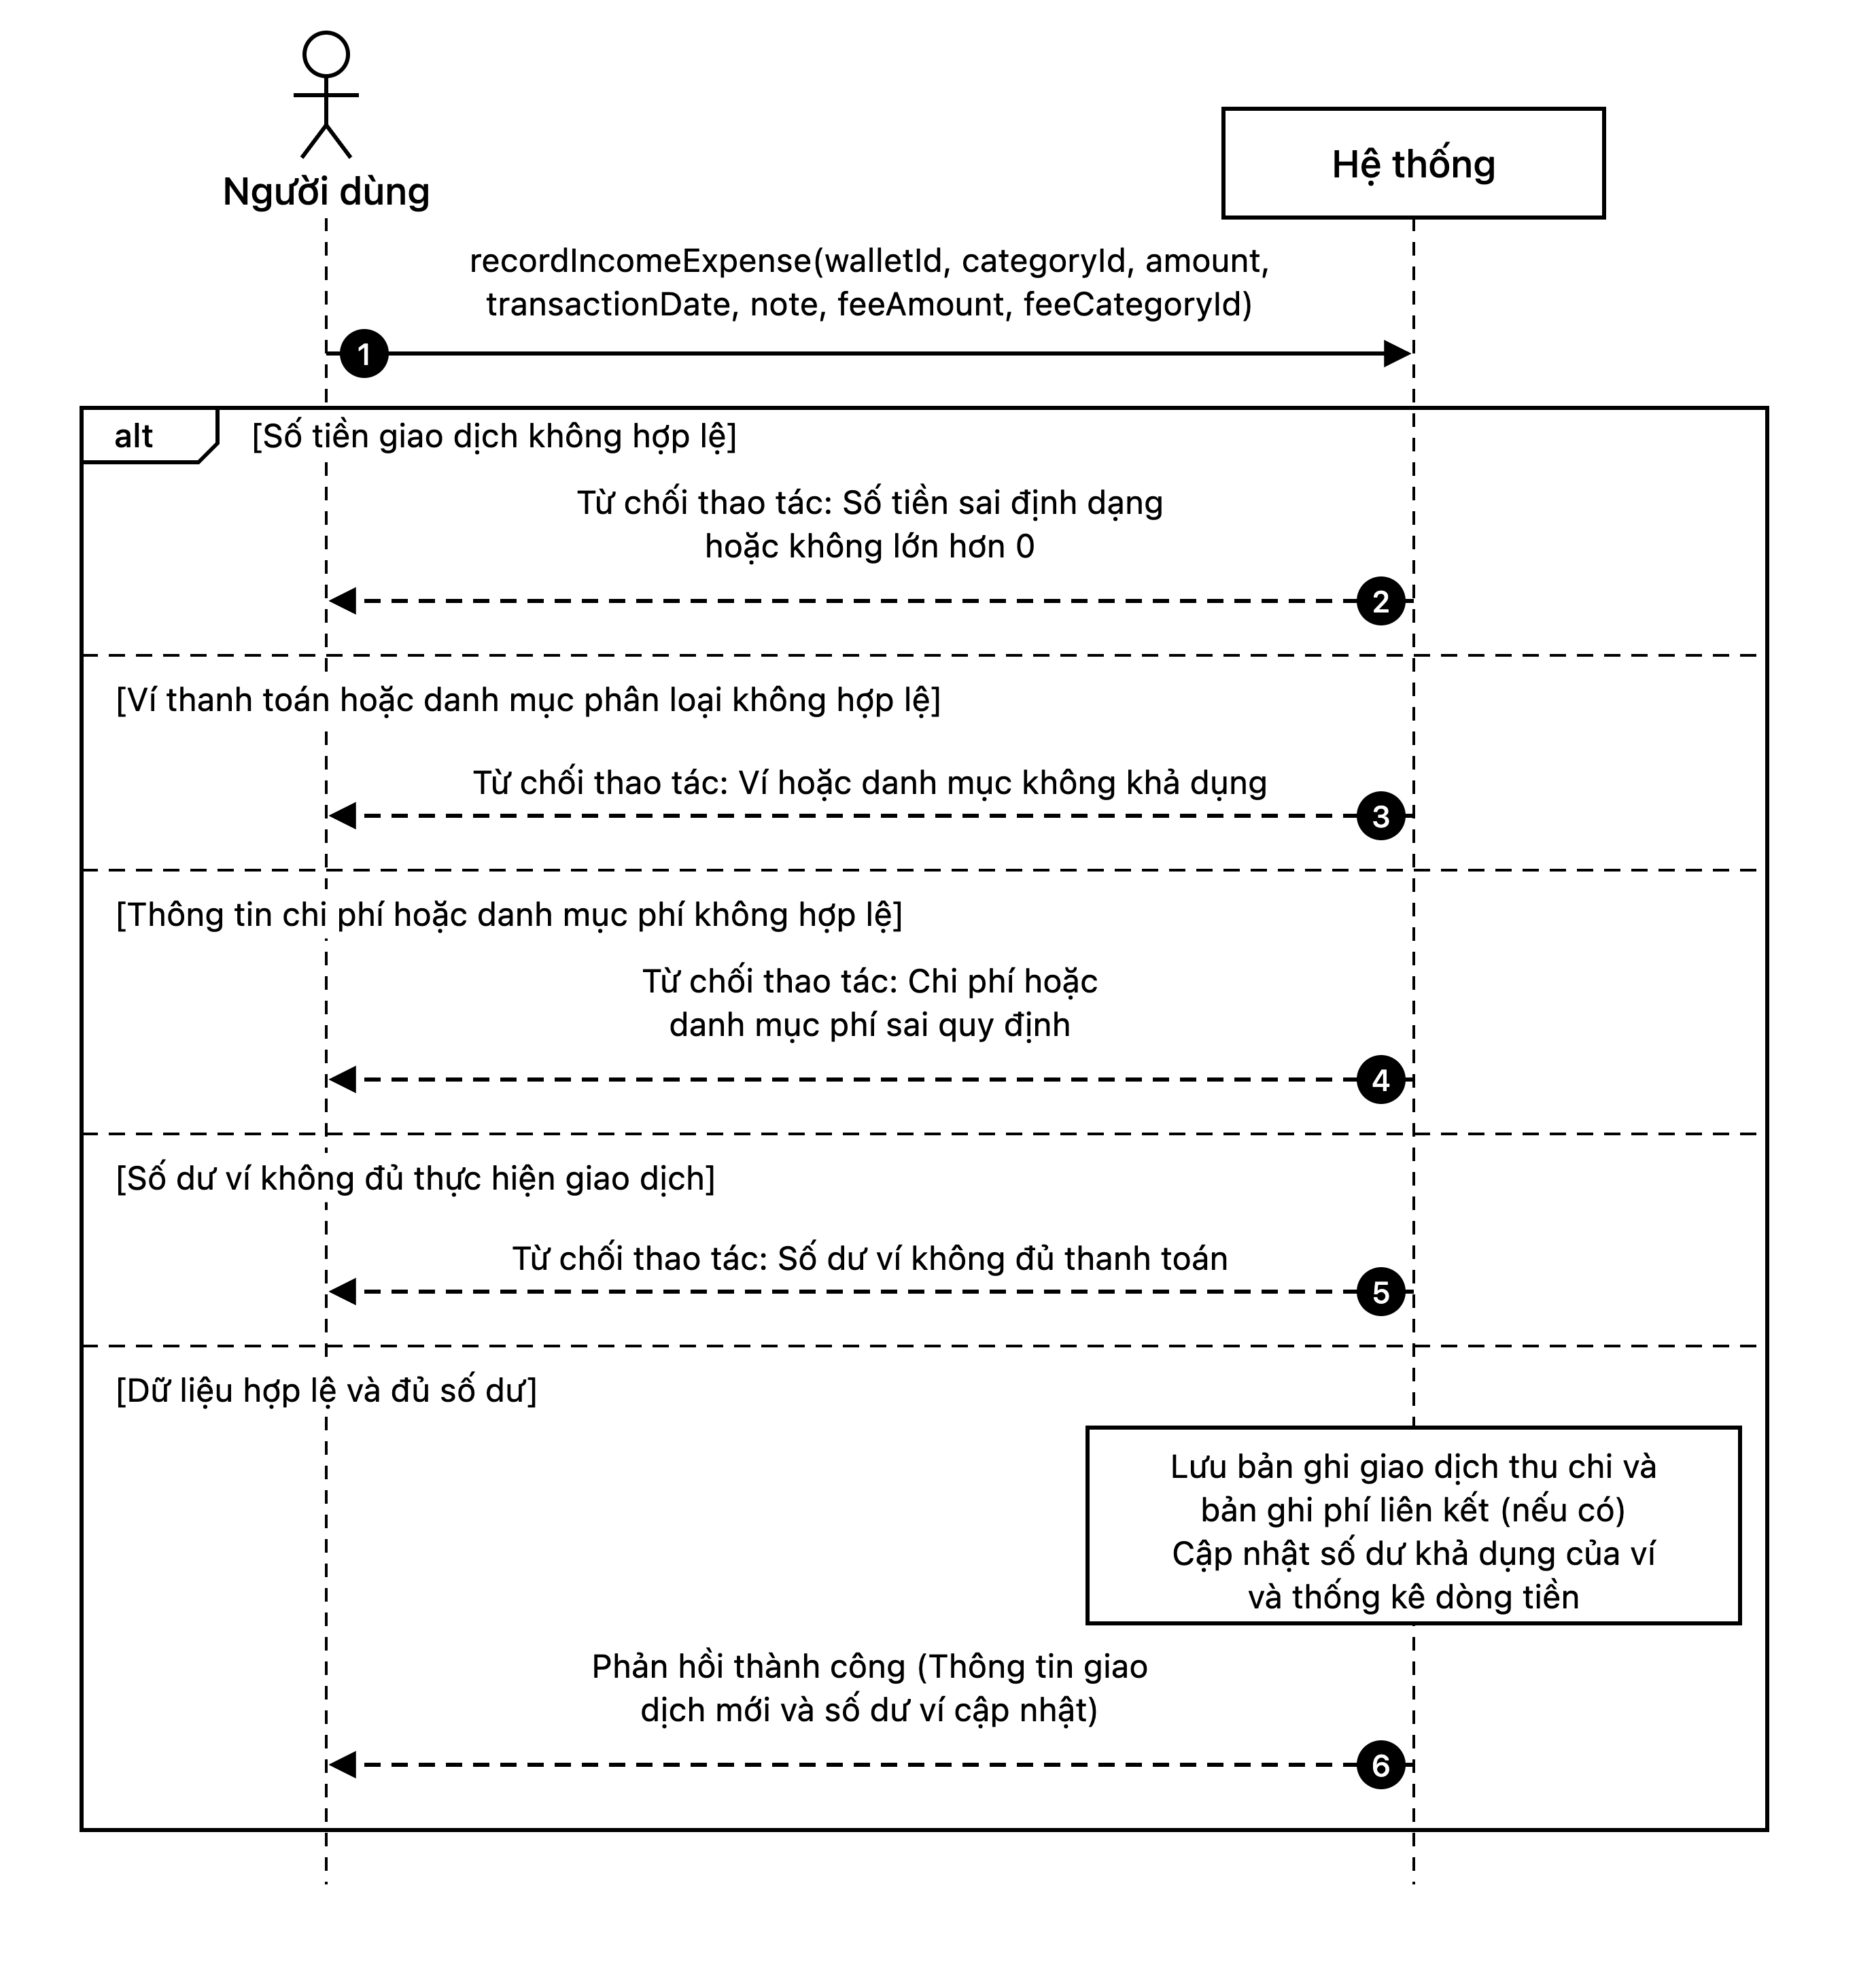 Người dùng
Hệ thống
recordIncomeExpense(walletId, categoryId, amount,
transactionDate, note, feeAmount, feeCategoryId)
1
alt
[Số tiền giao dịch không hợp lệ]
Từ chối thao tác: Số tiền sai định dạng
hoặc không lớn hơn 0
2
[Ví thanh toán hoặc danh mục phân loại không hợp lệ]
Từ chối thao tác: Ví hoặc danh mục không khả dụng
3
[Thông tin chi phí hoặc danh mục phí không hợp lệ]
Từ chối thao tác: Chi phí hoặc
danh mục phí sai quy định
4
[Số dư ví không đủ thực hiện giao dịch]
Từ chối thao tác: Số dư ví không đủ thanh toán
5
[Dữ liệu hợp lệ và đủ số dư]
Lưu bản ghi giao dịch thu chi và
bản ghi phí liên kết (nếu có)
Cập nhật số dư khả dụng của ví
và thống kê dòng tiền
Phản hồi thành công (Thông tin giao
dịch mới và số dư ví cập nhật)
6